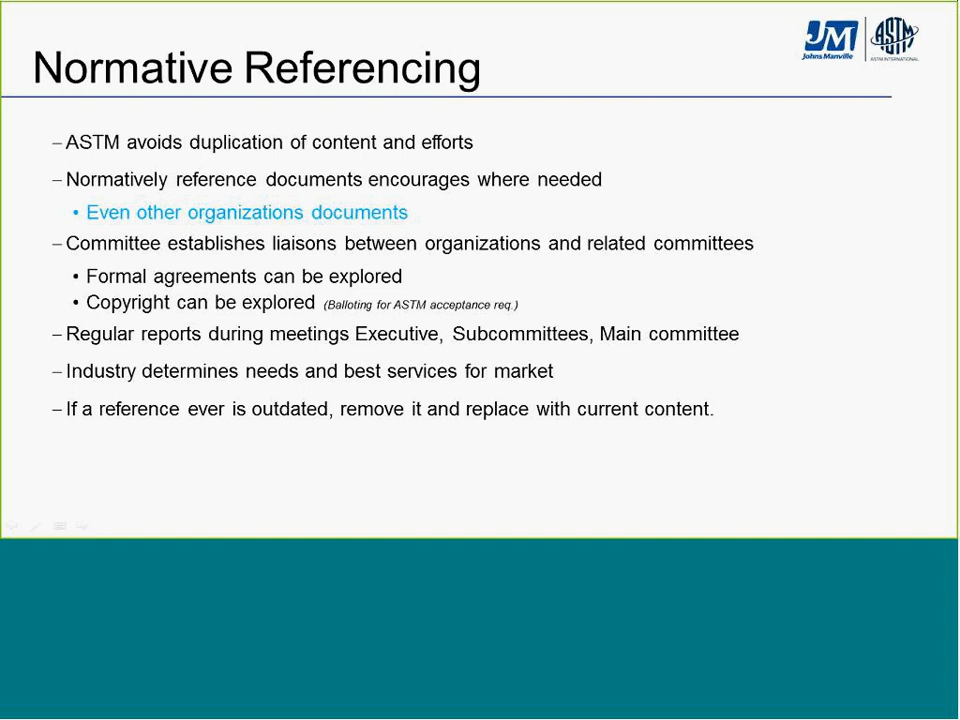 JM
Johns Manville
ASTM
ASTM INTERNATIONAL
Normative Referencing
– ASTM avoids duplication of content and efforts
– Normatively reference documents encourages where needed
• Even other organizations documents
– Committee establishes liaisons between organizations and related committees
• Formal agreements can be explored
• Copyright can be explored (Balloting for ASTM acceptance req.)
– Regular reports during meetings Executive, Subcommittees, Main committee
– Industry determines needs and best services for market
– If a reference ever is outdated, remove it and replace with current content.